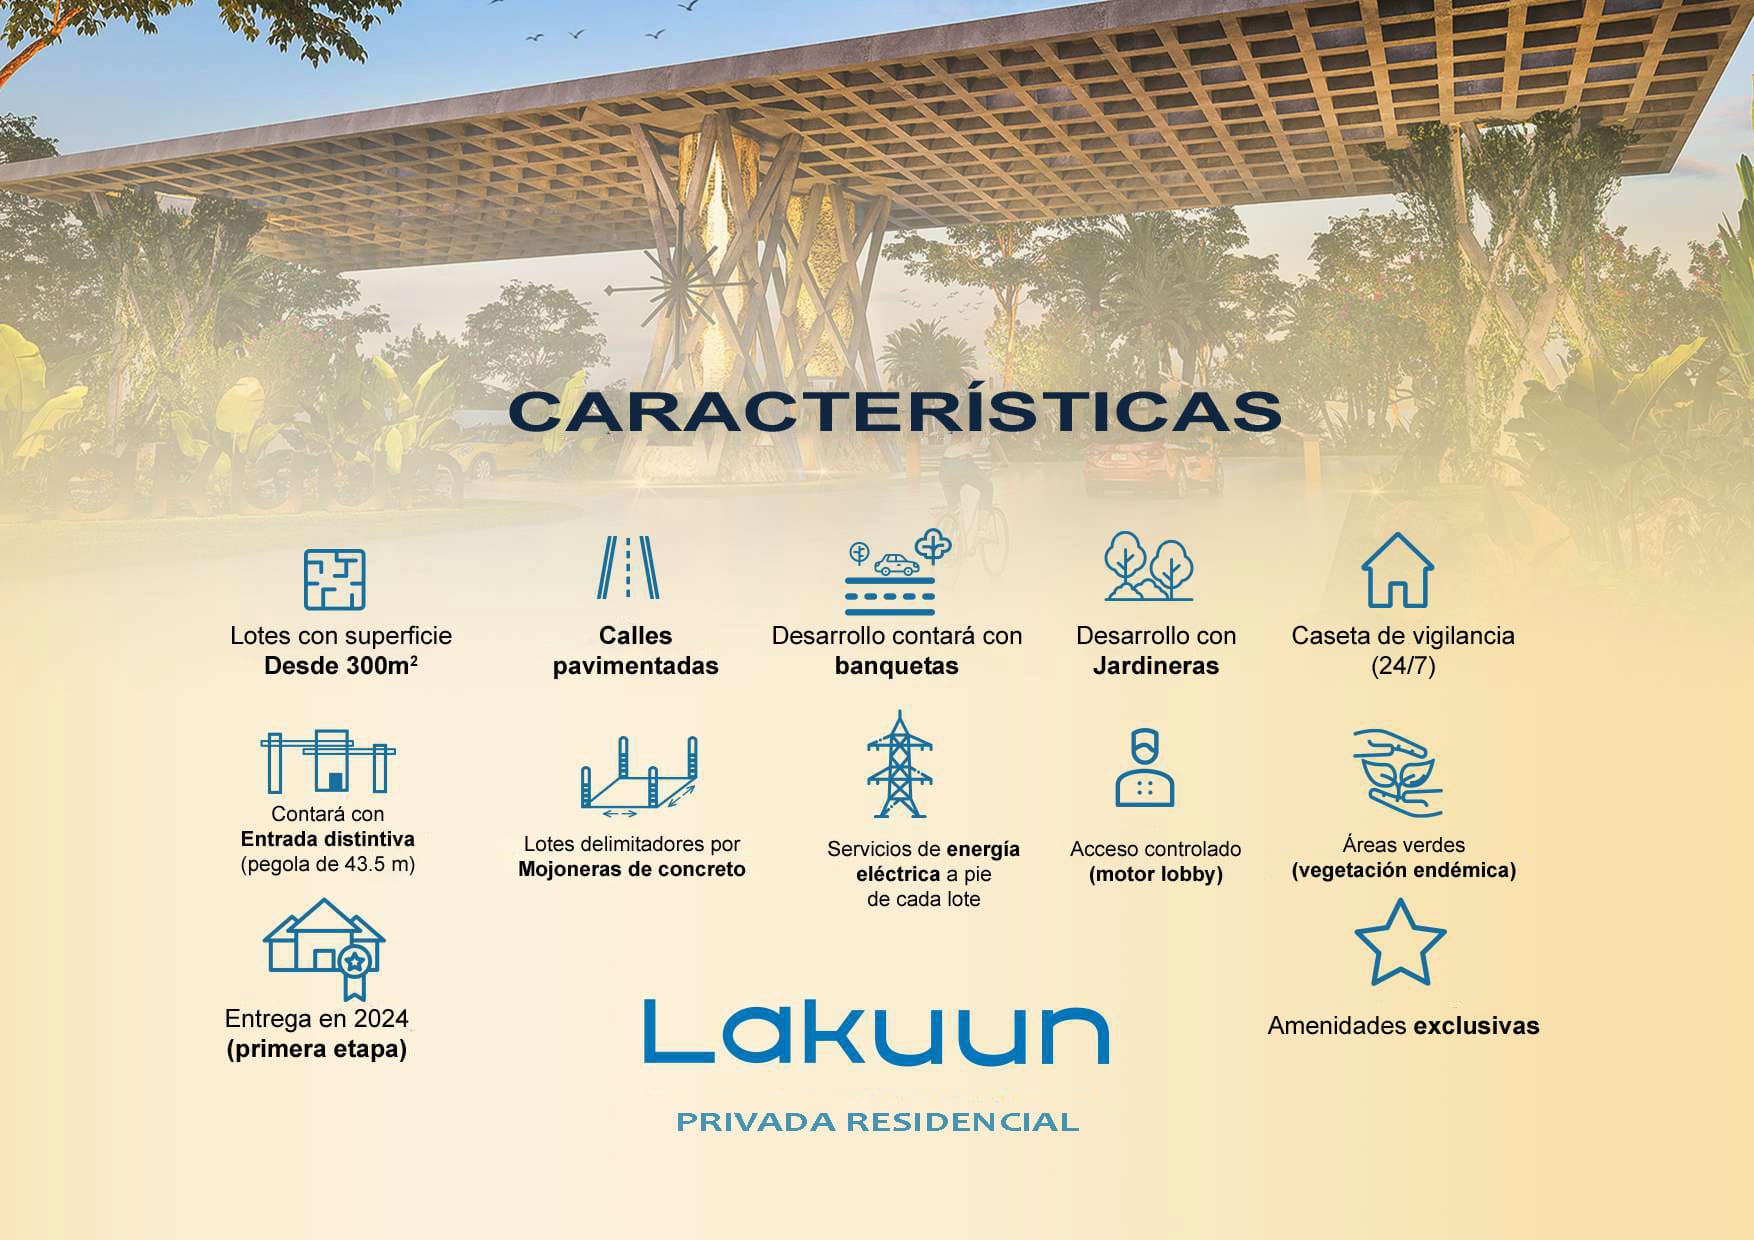 CARACTERÍSTICAS
Lotes con superficie
Desde 300m²
Calles
pavimentadas
Desarrollo contará con
banquetas
Desarrollo con
Jardineras
Caseta de vigilancia
(24/7)
Contará con
Entrada distintiva
(pegola de 43.5 m)
Lotes delimitadores por
Mojoneras de concreto
Servicios de energía
eléctrica a pie
de cada lote
Acceso controlado
(motor lobby)
Áreas verdes
(vegetación endémica)
Entrega en 2024
(primera etapa)
Amenidades exclusivas
Lakuun
PRIVADA RESIDENCIAL